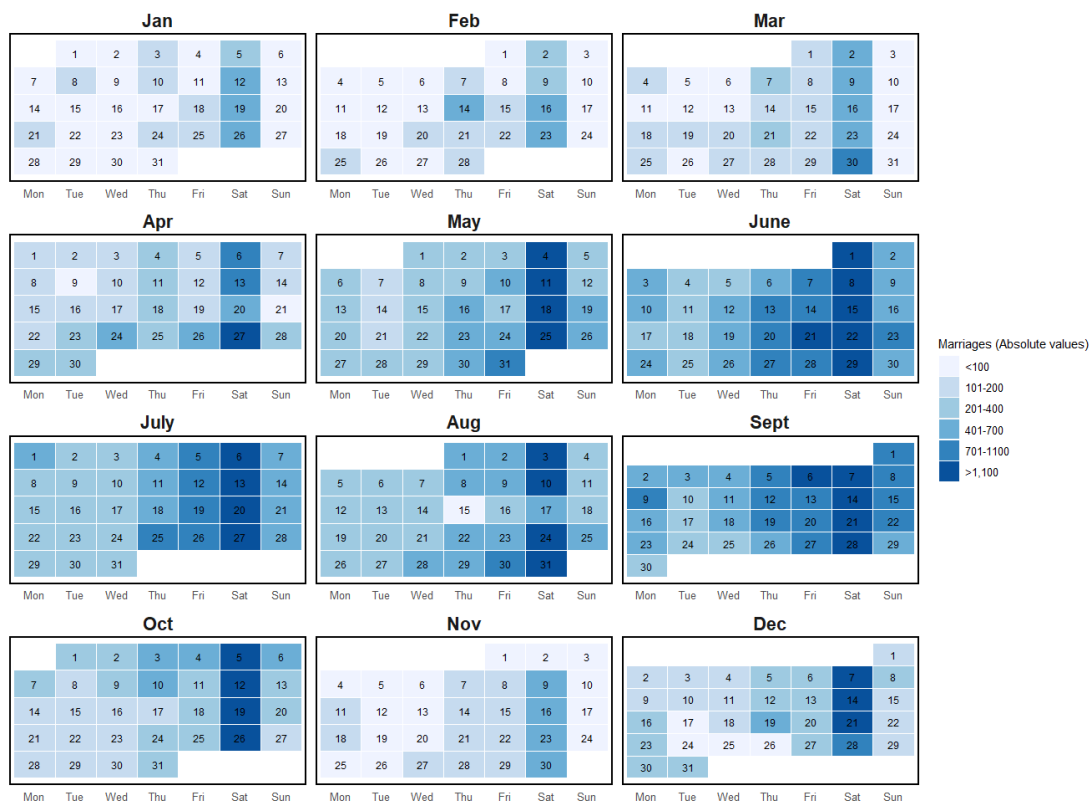 Jan Feb Mar
1 2 3 4 5 6 1 2 3 1 2 3
7 8 9 10 11 12 13 4 5 6 7 8 9 10 4 5 6 7 8 9 10
14 15 16 17 18 19 20 11 12 13 14 15 16 17 11 12 13 14 15 16 17
21 22 23 24 25 26 27 18 19 20 21 22 23 24 18 19 20 21 22 23 24
28 29 30 31 25 26 27 28 25 26 27 28 29 30 31
Mon Tue Wed Thu Fri Sat Sun Mon Tue Wed Thu Fri Sat Sun Mon Tue Wed Thu Fri Sat Sun
Apr May June
1 2 3 4 5 6 7 1 2 3 4 5 1 2
8 9 10 11 12 13 14 6 7 8 9 10 11 12 3 4 5 6 7 8 9
15 16 17 18 19 20 21 13 14 15 16 17 18 19 10 11 12 13 14 15 16
22 23 24 25 26 27 28 20 21 22 23 24 25 26 17 18 19 20 21 22 23
29 30 27 28 29 30 31 24 25 26 27 28 29 30
Mon Tue Wed Thu Fri Sat Sun Mon Tue Wed Thu Fri Sat Sun Mon Tue Wed Thu Fri Sat Sun
Marriages (Absolute values)
<100
101-200
201-400
401-700
701-1100
>1,100
July Aug Sept
1 2 3 4 5 6 7 1 2 3 4 1
8 9 10 11 12 13 14 5 6 7 8 9 10 11 2 3 4 5 6 7 8
15 16 17 18 19 20 21 12 13 14 15 16 17 18 9 10 11 12 13 14 15
22 23 24 25 26 27 28 19 20 21 22 23 24 25 16 17 18 19 20 21 22
29 30 31 26 27 28 29 30 31 23 24 25 26 27 28 29
30
Mon Tue Wed Thu Fri Sat Sun Mon Tue Wed Thu Fri Sat Sun Mon Tue Wed Thu Fri Sat Sun
Oct Nov Dec
1 2 3 4 5 6 1 2 3 1
7 8 9 10 11 12 13 4 5 6 7 8 9 10 2 3 4 5 6 7 8
14 15 16 17 18 19 20 11 12 13 14 15 16 17 9 10 11 12 13 14 15
21 22 23 24 25 26 27 18 19 20 21 22 23 24 16 17 18 19 20 21 22
28 29 30 31 25 26 27 28 29 30 23 24 25 26 27 28 29
30 31
Mon Tue Wed Thu Fri Sat Sun Mon Tue Wed Thu Fri Sat Sun Mon Tue Wed Thu Fri Sat Sun